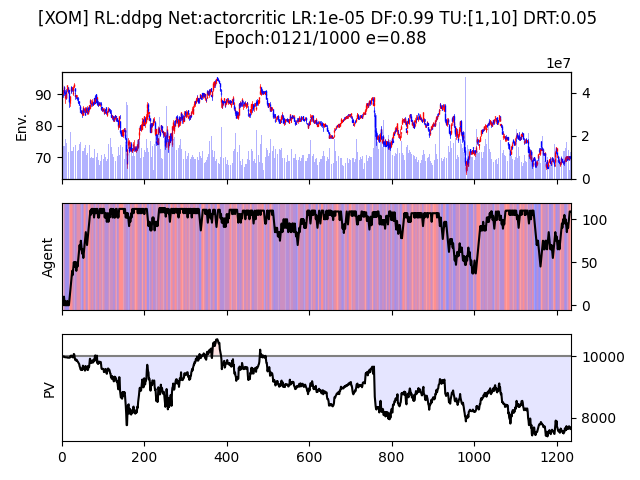 [XOM] RL:ddpg Net:actorcritic LR:1e-05 DF:0.99 TU:[1,10] DRT:0.05
Epoch:0121/1000 e=0.88
1e7
Env.
90
80
70
4
2
0
Agent
100
50
0
PV
10000
8000
0 200 400 600 800 1000 1200